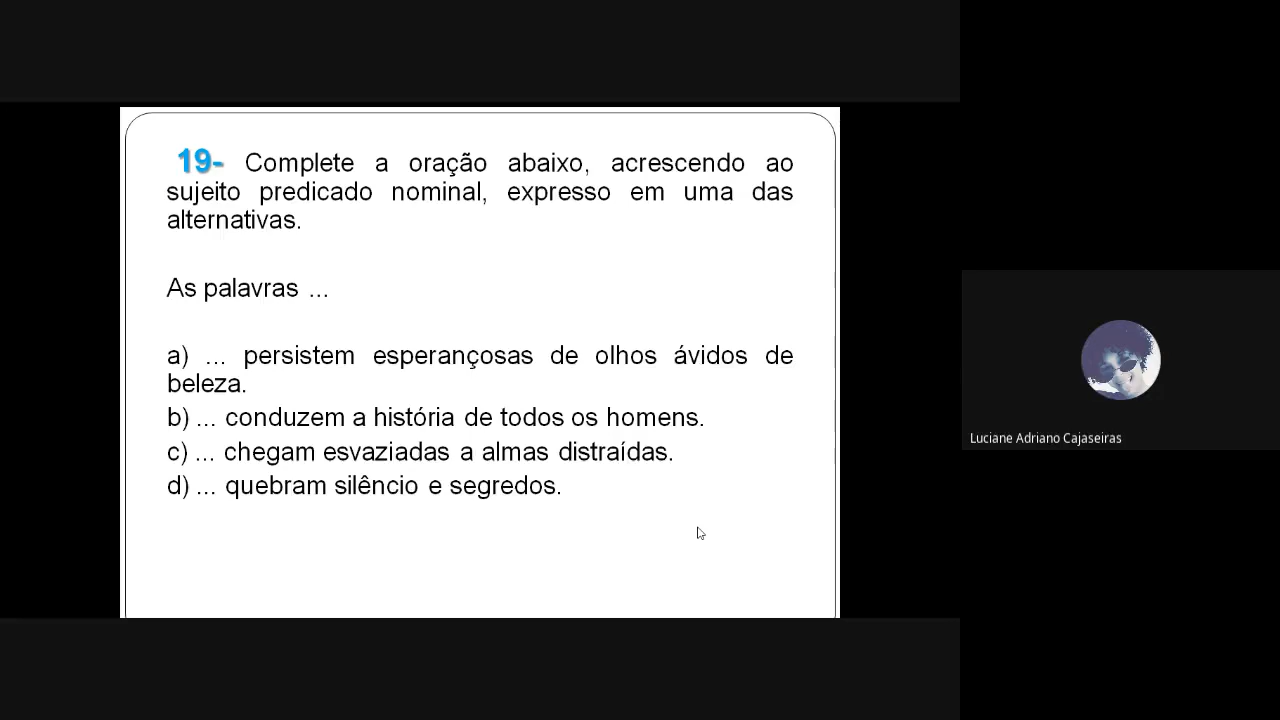 19- Complete a oração abaixo, acrescendo ao
sujeito predicado nominal, expresso em uma das
alternativas.
As palavras ...
a) ... persistem esperançosas de olhos ávidos de
beleza.
b) ... conduzem a história de todos os homens.
c) ... chegam esvaziadas a almas distraídas.
d) ... quebram silêncio e segredos.
Luciane Adriano Cajaseiras